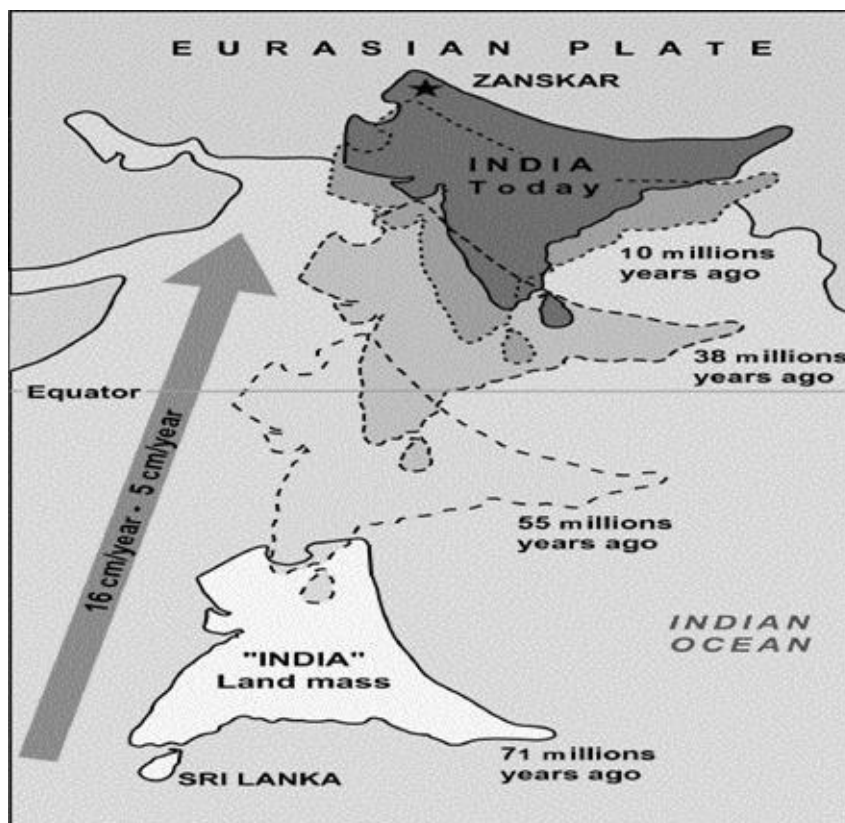 EURASIAN PLATE
ZANSKAR
INDIA
Today
10 millions
years ago
38 millions
years ago
Equator
16 cm/year - 5 cm/year
55 millions
years ago
INDIAN
OCEAN
"INDIA"
Land mass
71 millions
years ago
SRI LANKA